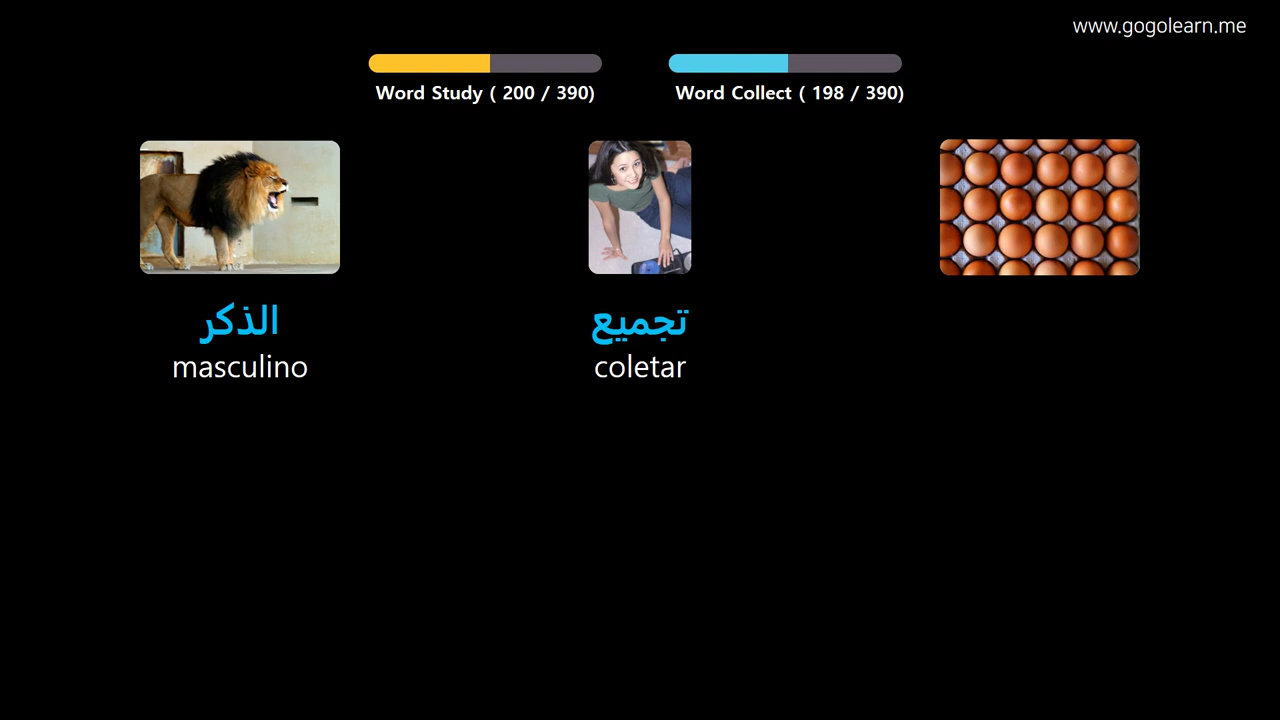 www.gogolearn.me
Word Study ( 200 / 390)
Word Collect ( 198 / 390)
الذكر
masculino
تجميع
coletar